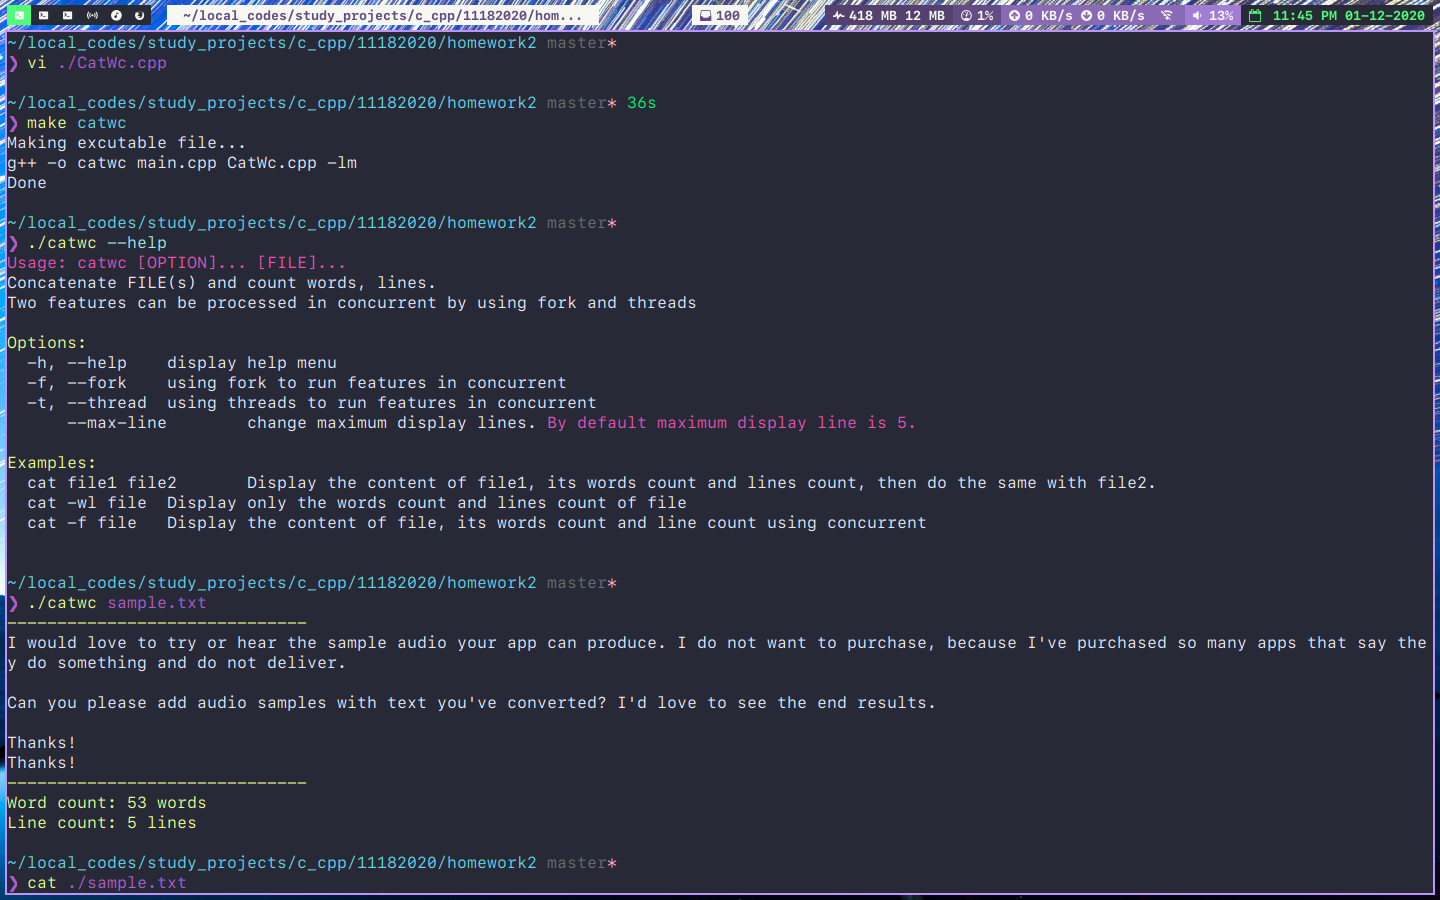 ~/local_codes/study_projects/c_cpp/11182020/hom...
100
418 MB 12 MB
1%
0 KB/s 0 KB/s
13%
11:45 PM 01-12-2020
~/local_codes/study_projects/c_cpp/11182020/homework2 master*
❯ vi ./CatWc.cpp
~/local_codes/study_projects/c_cpp/11182020/homework2 master* 36s
❯ make catwc
Making excutable file...
g++ -o catwc main.cpp CatWc.cpp -lm
Done
~/local_codes/study_projects/c_cpp/11182020/homework2 master*
❯ ./catwc --help
Usage: catwc [OPTION]... [FILE]...
Concatenate FILE(s) and count words, lines.
Two features can be processed in concurrent by using fork and threads
Options:
-h, --help    display help menu
-f, --fork    using fork to run features in concurrent
-t, --thread  using threads to run features in concurrent
--max-line        change maximum display lines. By default maximum display line is 5.
Examples:
cat file1 file2       Display the content of file1, its words count and lines count, then do the same with file2.
cat -wl file  Display only the words count and lines count of file
cat -f file   Display the content of file, its words count and line count using concurrent
~/local_codes/study_projects/c_cpp/11182020/homework2 master*
❯ ./catwc sample.txt
------------------------------
I would love to try or hear the sample audio your app can produce. I do not want to purchase, because I've purchased so many apps that say the
y do something and do not deliver.
Can you please add audio samples with text you've converted? I'd love to see the end results.
Thanks!
Thanks!
------------------------------
Word count: 53 words
Line count: 5 lines
~/local_codes/study_projects/c_cpp/11182020/homework2 master*
❯ cat ./sample.txt